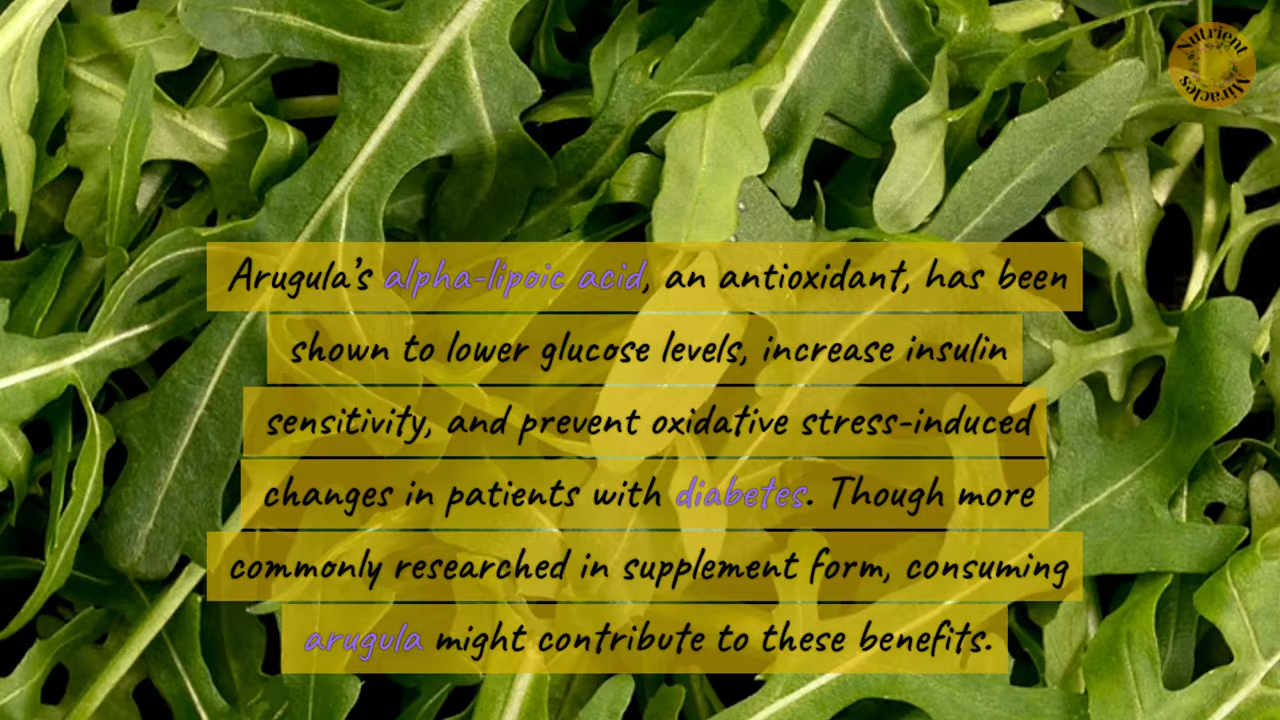 Nutrient
Miracles
Arugula’s alpha-lipoic acid, an antioxidant, has been
shown to lower glucose levels, increase insulin
sensitivity, and prevent oxidative stress-induced
changes in patients with diabetes. Though more
commonly researched in supplement form, consuming
arugula might contribute to these benefits.